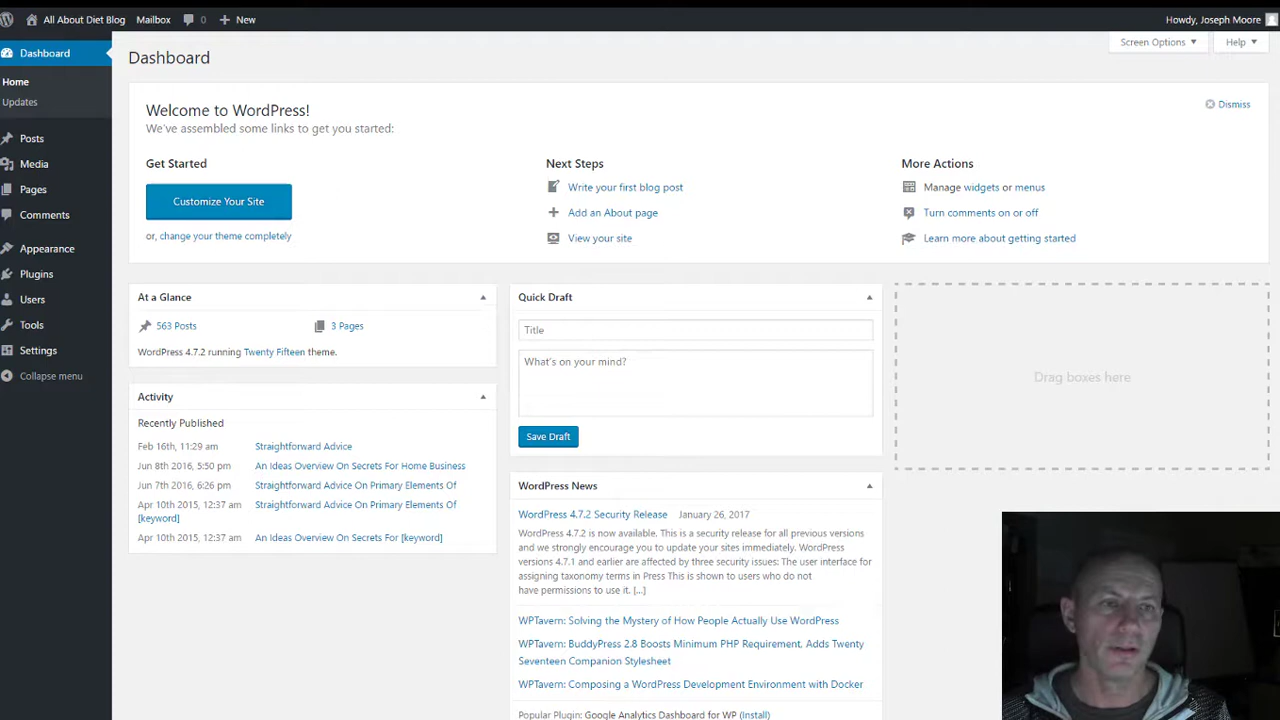 All About Diet Blog Mailbox 0 New Howdy, Joseph Moore
Dashboard
Home
Updates
Posts
Media
Pages
Comments
Appearance
Plugins
Users
Tools
Settings
Collapse menu
Screen Options Help
Dashboard
Welcome to WordPress!
We've assembled some links to get you started:
Dismiss
Get Started
Customize Your Site
or, change your theme completely
Next Steps
Write your first blog post
Add an About page
View your site
More Actions
Manage widgets or menus
Turn comments on or off
Learn more about getting started
At a Glance
563 Posts 3 Pages
WordPress 4.7.2 running Twenty Fifteen theme.
Activity
Recently Published
Feb 16th, 11:29 am Straightforward Advice
Jun 8th 2016, 5:50 pm An Ideas Overview On Secrets For Home Business
Jun 7th 2016, 6:26 pm Straightforward Advice On Primary Elements Of
Apr 10th 2015, 12:37 am Straightforward Advice On Primary Elements Of
[keyword]
Apr 10th 2015, 12:37 am An Ideas Overview On Secrets For [keyword]
Quick Draft
Title
What's on your mind?
Save Draft
WordPress News
WordPress 4.7.2 Security Release January 26, 2017
WordPress 4.7.2 is now available. This is a security release for all previous versions
and we strongly encourage you to update your sites immediately. WordPress
versions 4.7.1 and earlier are affected by three security issues: The user interface for
assigning taxonomy terms in Press This is shown to users who do not
have permissions to use it. [...]
WPTavern: Solving the Mystery of How People Actually Use WordPress
WPTavern: BuddyPress 2.8 Boosts Minimum PHP Requirement, Adds Twenty
Seventeen Companion Stylesheet
WPTavern: Composing a WordPress Development Environment with Docker
Popular Plugin: Google Analytics Dashboard for WP (Install)
Drag boxes here